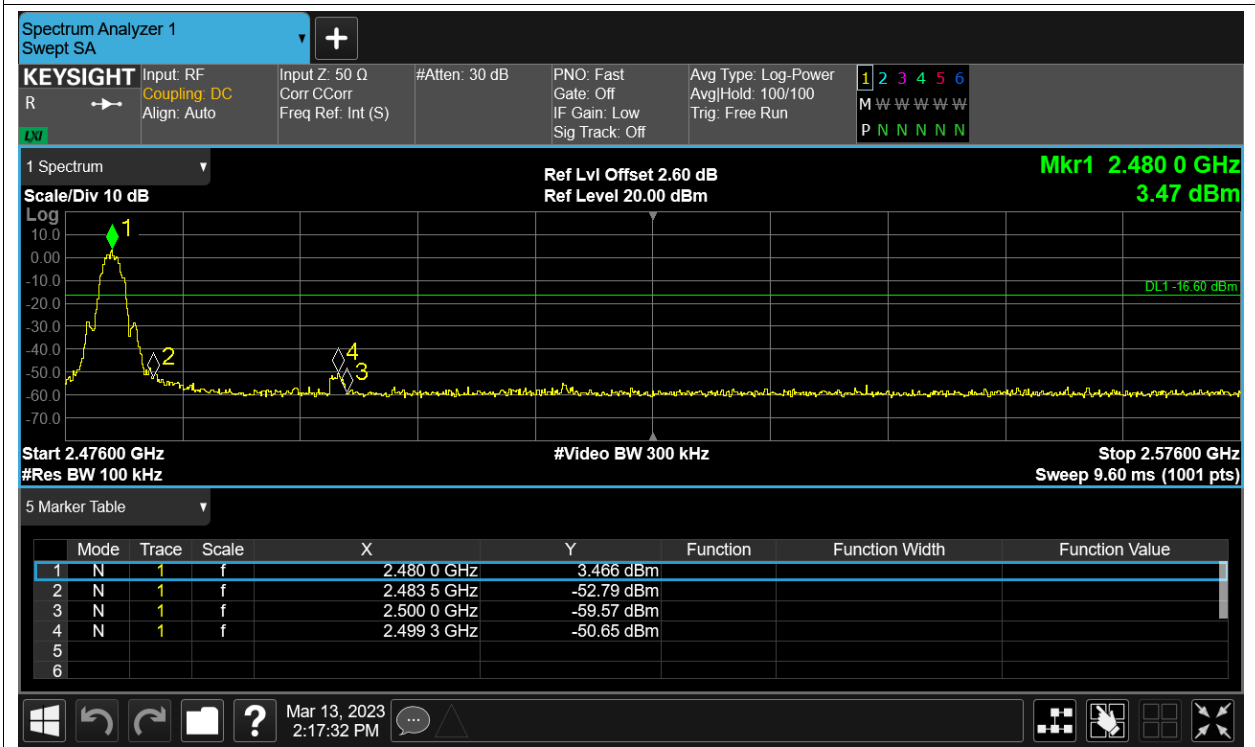 Spectrum Analyzer 1
Swept SA
KEYSIGHT
R
LXI
Input: RF
Coupling: DC
Align: Auto
Input Z: 50 Ω
Corr CCorr
Freq Ref: Int (S)
#Atten: 30 dB
PNO: Fast
Gate: Off
IF Gain: Low
Sig Track: Off
Avg Type: Log-Power
Avg|Hold: 100/100
Trig: Free Run
1 2 3 4 5 6
M W W W W W
P N N N N N
1 Spectrum
Scale/Div 10 dB
Ref Lvl Offset 2.60 dB
Ref Level 20.00 dBm
Mkr1 2.480 0 GHz
3.47 dBm
Log
10.0
0.00
-10.0
-20.0
-30.0
-40.0
-50.0
-60.0
-70.0
1
2
4
3
DL1 -16.60 dBm
Start 2.47600 GHz
#Video BW 300 kHz
Stop 2.57600 GHz
#Res BW 100 kHz
Sweep 9.60 ms (1001 pts)
5 Marker Table
Mode Trace Scale X Y Function Function Width Function Value
1 N 1 f 2.480 0 GHz 3.466 dBm
2 N 1 f 2.483 5 GHz -52.79 dBm
3 N 1 f 2.500 0 GHz -59.57 dBm
4 N 1 f 2.499 3 GHz -50.65 dBm
5
6
?
Mar 13, 2023
2:17:32 PM